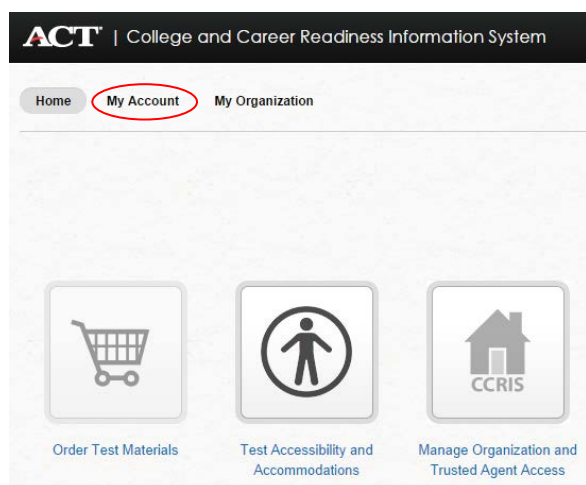 ACT® | College and Career Readiness Information System
Home My Account My Organization
CCRIS
Order Test Materials
Test Accessibility and
Accommodations
Manage Organization and
Trusted Agent Access